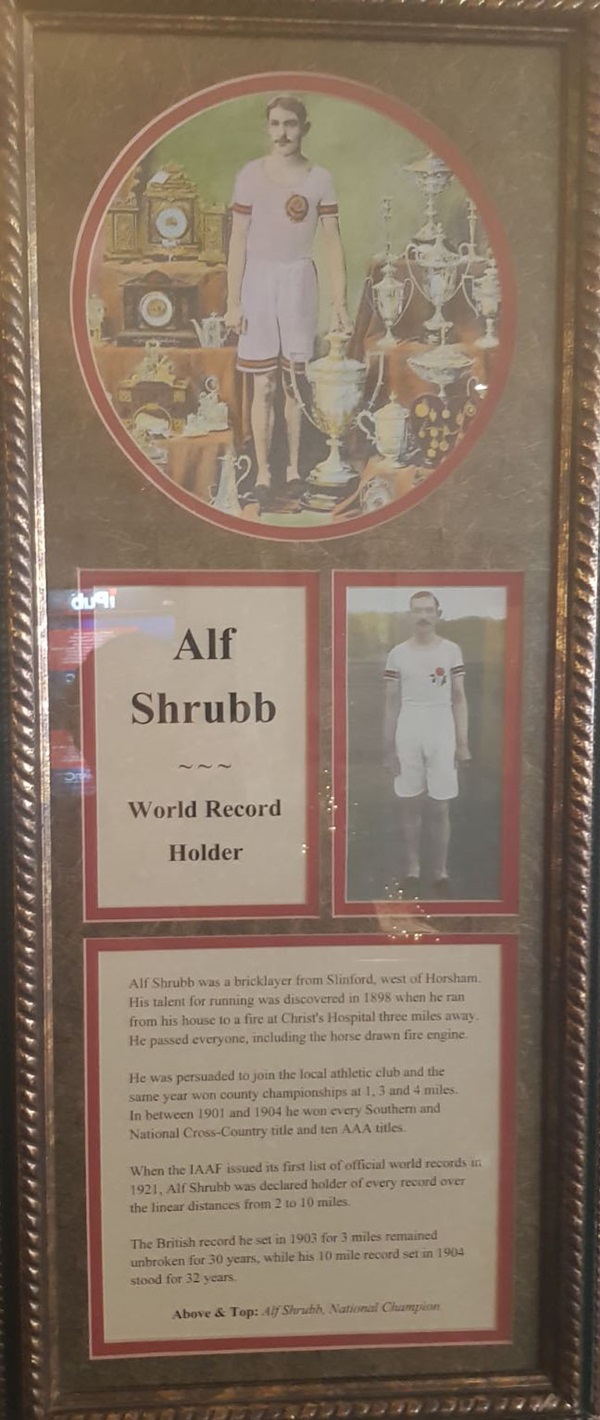 iPub
Alf
Shrubb
~~~
World Record
Holder
Alf Shrubb was a bricklayer from Slinford, west of Horsham.
His talent for running was discovered in 1898 when he ran
from his house to a fire at Christ's Hospital three miles away.
He passed everyone, including the horse drawn fire engine.
He was persuaded to join the local athletic club and the
same year won county championships at 1, 3 and 4 miles.
In between 1901 and 1904 he won every Southern and
National Cross-Country title and ten AAA titles.
When the IAAF issued its first list of official world records in
1921, Alf Shrubb was declared holder of every record over
the linear distances from 2 to 10 miles.
The British record he set in 1903 for 3 miles remained
unbroken for 30 years, while his 10 mile record set in 1904
stood for 32 years.
Above & Top: Alf Shrubb, National Champion